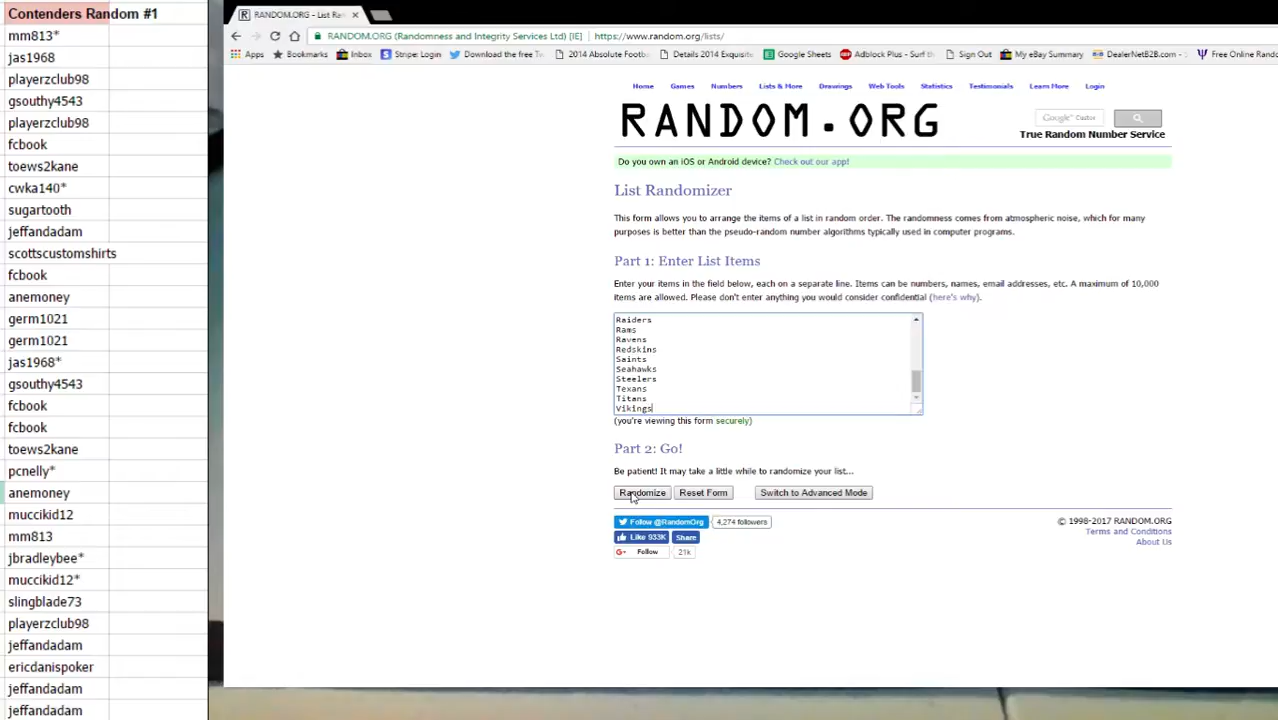 Contenders Random #1
mm813*
jas1968
playerzclub98
gsouthy4543
playerzclub98
fcbook
toews2kane
cwka140*
sugartooth
jeffandadam
scottscustomshirts
fcbook
anemoney
germ1021
germ1021
jas1968*
gsouthy4543
fcbook
fcbook
toews2kane
pcnelly*
anemoney
muccikid12
mm813
jbradleybee*
muccikid12*
slingblade73
playerzclub98
jeffandadam
ericdanispoker
jeffandadam
jeffandadam
RANDOM.ORG - List Ra
RANDOM.ORG (Randomness and Integrity Services Ltd) [IE] https://www.random.org/lists/
Apps Bookmarks Inbox Stripe: Login Download the free Tw 2014 Absolute Footb Details 2014 Exquisite Google Sheets Adblock Plus - Surf th Sign Out My eBay Summary DealerNetB2B.com - Free Online Rando
Home Games Numbers Lists & More Drawings Web Tools Statistics Testimonials Learn More Login
RANDOM.ORG
Google" Custo
True Random Number Service
Do you own an iOS or Android device? Check out our app!
List Randomizer
This form allows you to arrange the items of a list in random order. The randomness comes from atmospheric noise, which for many
purposes is better than the pseudo-random number algorithms typically used in computer programs.
Part 1: Enter List Items
Enter your items in the field below, each on a separate line. Items can be numbers, names, email addresses, etc. A maximum of 10,000
items are allowed. Please don't enter anything you would consider confidential (here's why).
Raiders
Rams
Ravens
Redskins
Saints
Seahawks
Steelers
Texans
Titans
Vikings
(you're viewing this form securely)
Part 2: Go!
Be patient! It may take a little while to randomize your list...
Randomize Reset Form Switch to Advanced Mode
Follow @RandomOrg 4,274 followers
Like 933K Share
G+ Follow 21k
© 1998-2017 RANDOM.ORG
Terms and Conditions
About Us